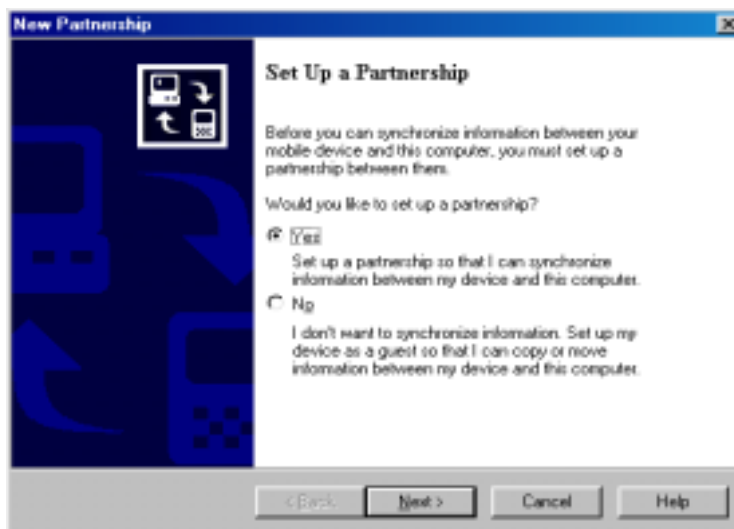 New Partnership
Set Up a Partnership
Before you can synchronize information between your
mobile device and this computer, you must set up a
partnership between them.
Would you like to set up a partnership?
Yes
Set up a partnership so that I can synchronize
information between my device and this computer.
No
I don't want to synchronize information. Set up my
device as a guest so that I can copy or move
information between my device and this computer.
< Back Next > Cancel Help